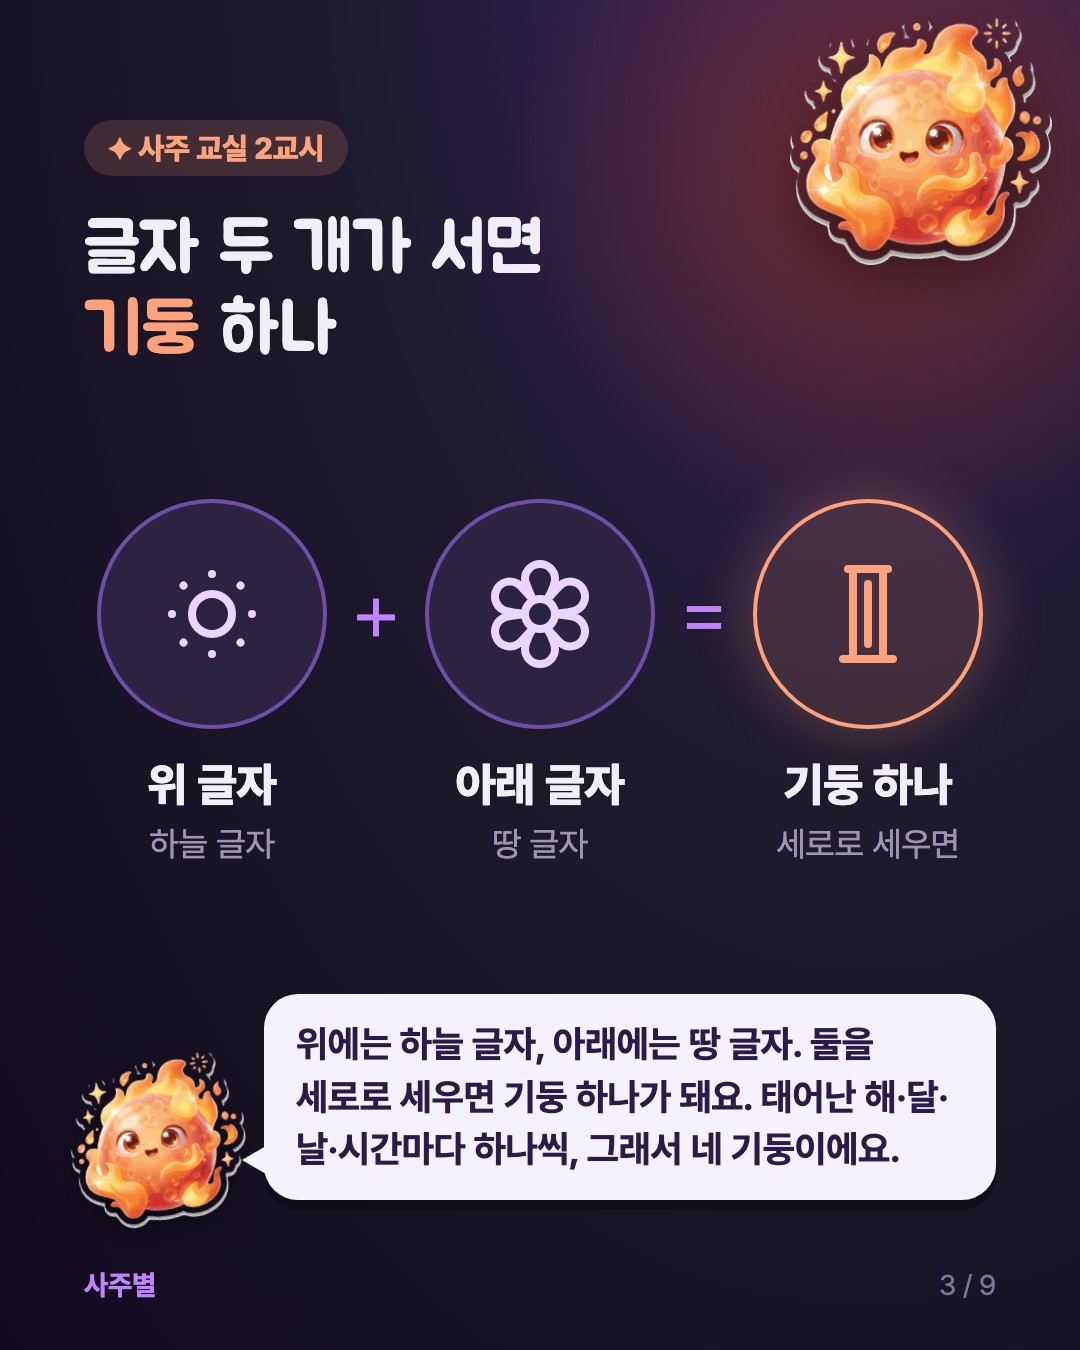 ✦ 사주 교실 2교시
글자 두 개가 서면
기둥 하나
+
=
위 글자
아래 글자
기둥 하나
하늘 글자
땅 글자
세로로 세우면
위에는 하늘 글자, 아래에는 땅 글자. 둘을
세로로 세우면 기둥 하나가 돼요. 태어난 해·달·
날·시간마다 하나씩, 그래서 네 기둥이에요.
사주별
3 / 9